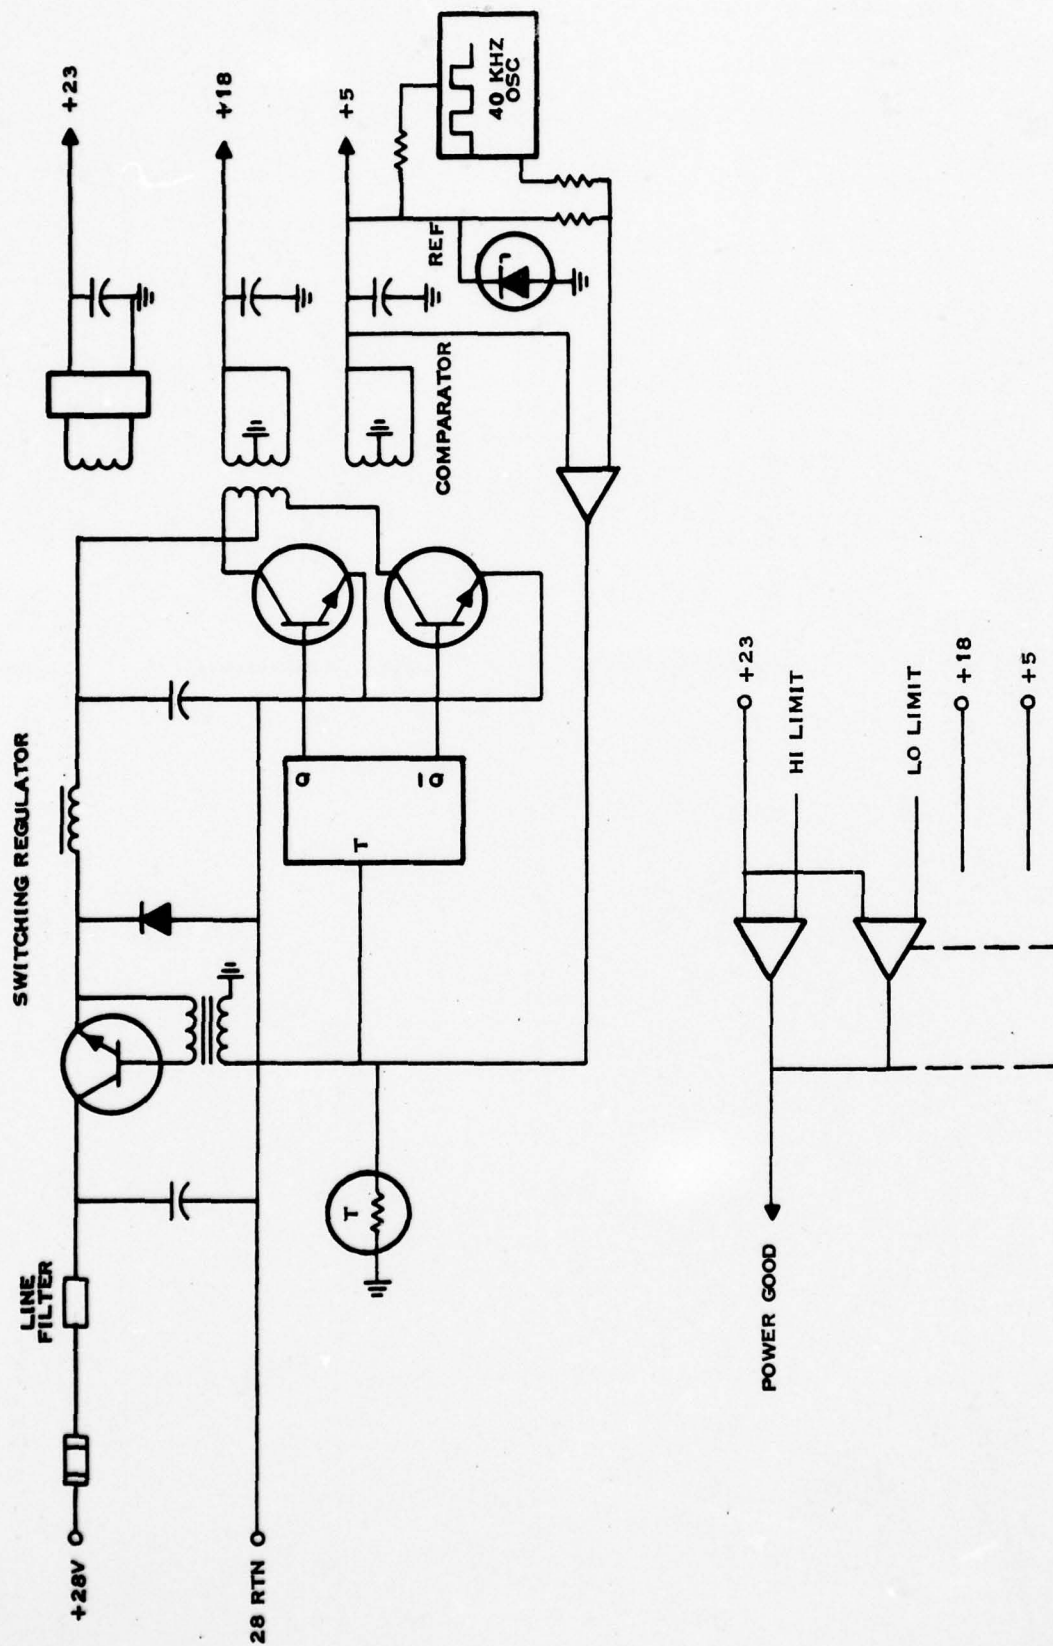 SWITCHING REGULATOR
LINE
FILTER
+28V
28 RTN
T
T
Q
Q
COMPARATOR
REF
+23
+18
+5
40 KHZ
OSC
POWER GOOD
+23
HI LIMIT
LO LIMIT
+18
+5